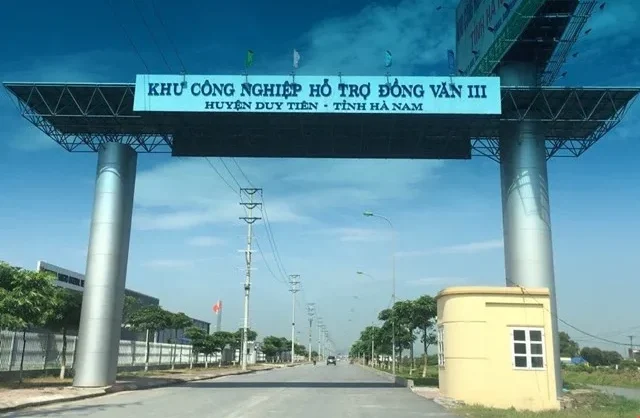 KHU CÔNG NGHIỆP HỖ TRỢ ĐỒNG VĂN III
HUYỆN DUY TIÊN - TỈNH HÀ NAM